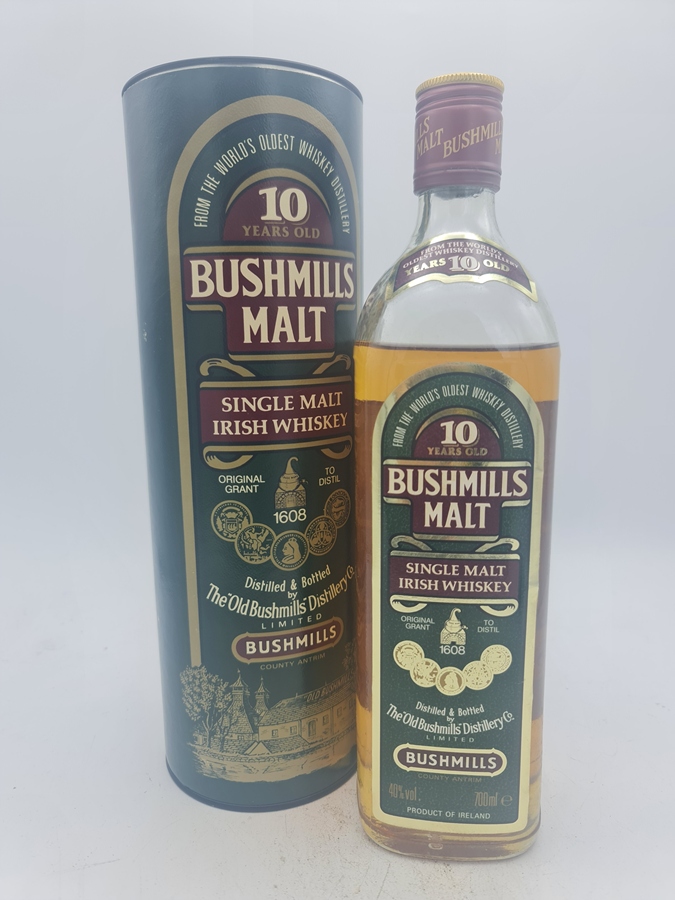 FROM THE WORLD'S OLDEST WHISKEY DISTILLERY
10
YEARS OLD
BUSHMILLS
MALT
SINGLE MALT
IRISH WHISKEY
ORIGINAL GRANT
TO DISTIL
1608
Distilled & Bottled
by
The "Old Bushmills" Distillery Co.
LIMITED
BUSHMILLS
COUNTY ANTRIM
"OLD BUSHM
LS
MALT
BUSHMILL
M
FROM THE WORLD'S
OLDEST WHISKEY DISTILLERY
YEARS 10 OLD
FROM THE WORLD'S OLDEST WHISKEY DISTILLERY
10
YEARS OLD
BUSHMILLS
MALT
SINGLE MALT
IRISH WHISKEY
ORIGINAL GRANT
TO DISTIL
1608
Distilled & Bottled
by
The "Old Bushmills" Distillery Co.
LIMITED
BUSHMILLS
COUNTY ANTRIM
40% vol.
700ml e
PRODUCT OF IRELAND